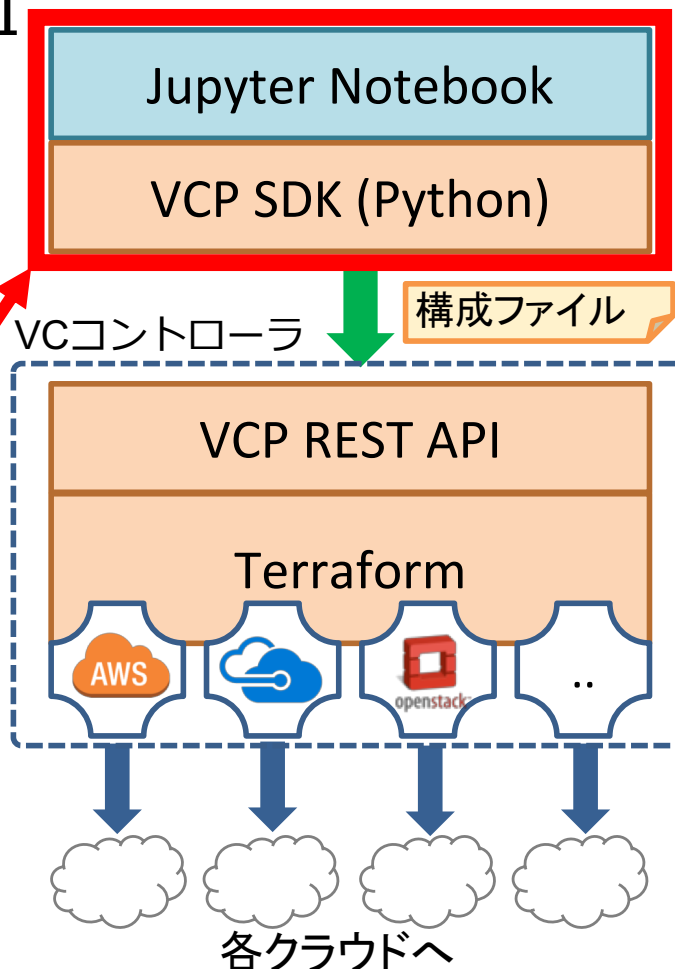 Jupyter Notebook
VCP SDK (Python)
構成ファイル
VCコントローラ
VCP REST API
Terraform
AWS
openstack
..
各クラウドへ